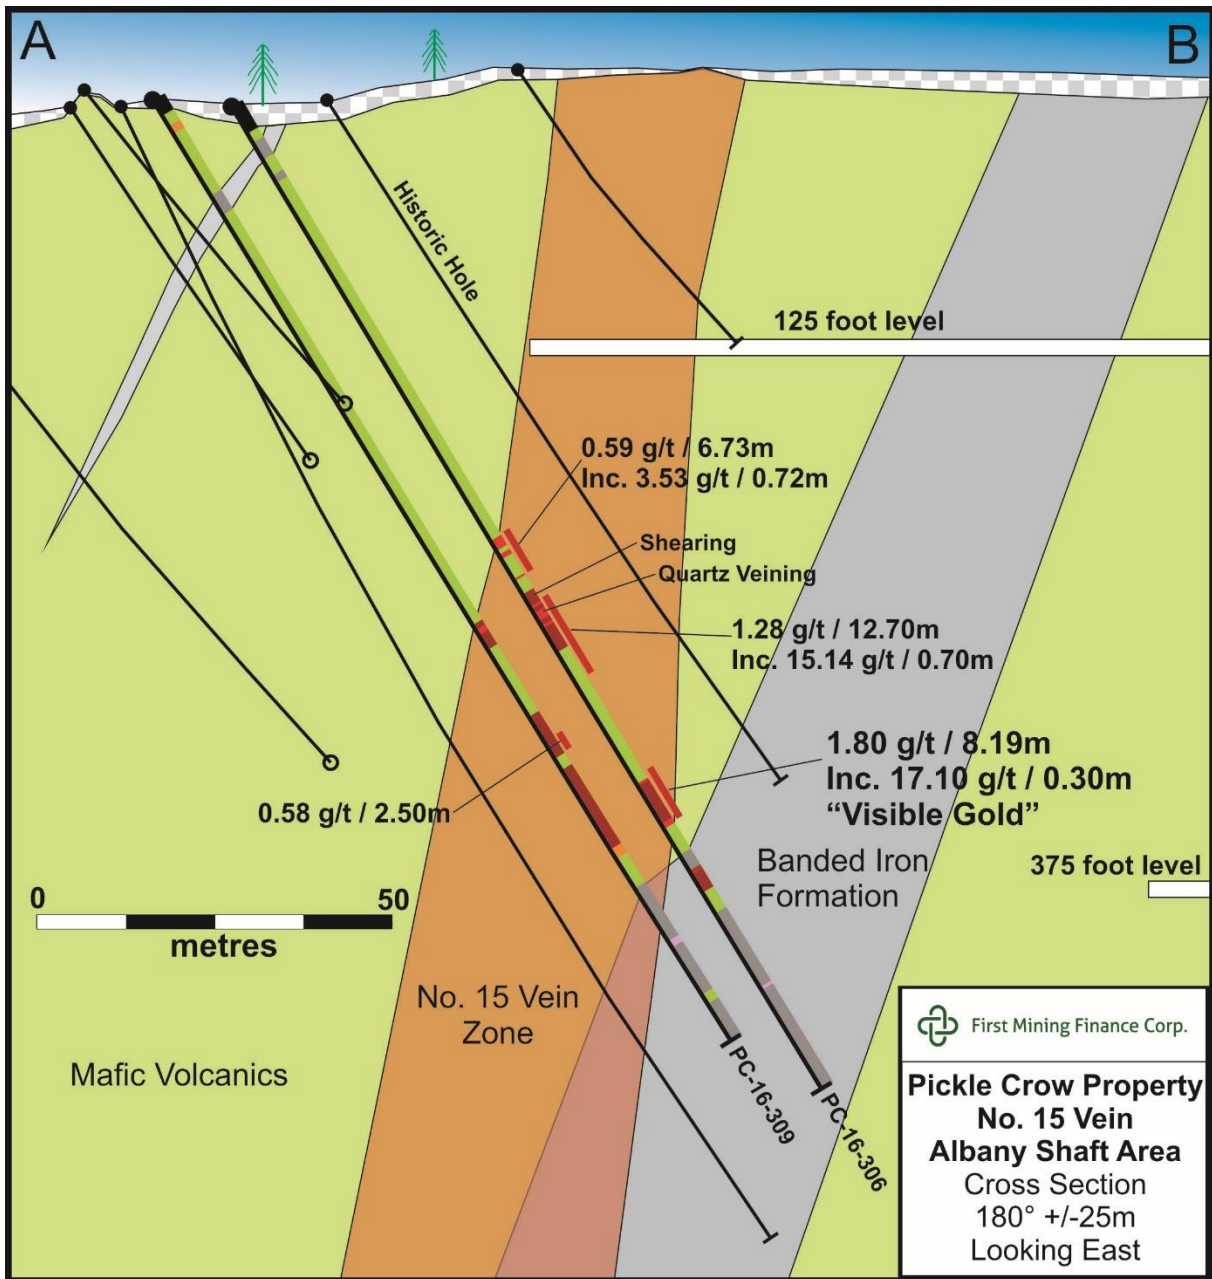 A
B
Historic Hole
125 foot level
0.59 g/t / 6.73m
Inc. 3.53 g/t / 0.72m
Shearing
Quartz Veining
1.28 g/t / 12.70m
Inc. 15.14 g/t / 0.70m
1.80 g/t / 8.19m
Inc. 17.10 g/t / 0.30m
“Visible Gold”
0.58 g/t / 2.50m
Banded Iron
Formation
375 foot level
0
50
metres
No. 15 Vein
Zone
Mafic Volcanics
PC-16-309
PC-16-306
First Mining Finance Corp.
Pickle Crow Property
No. 15 Vein
Albany Shaft Area
Cross Section
180° +/-25m
Looking East